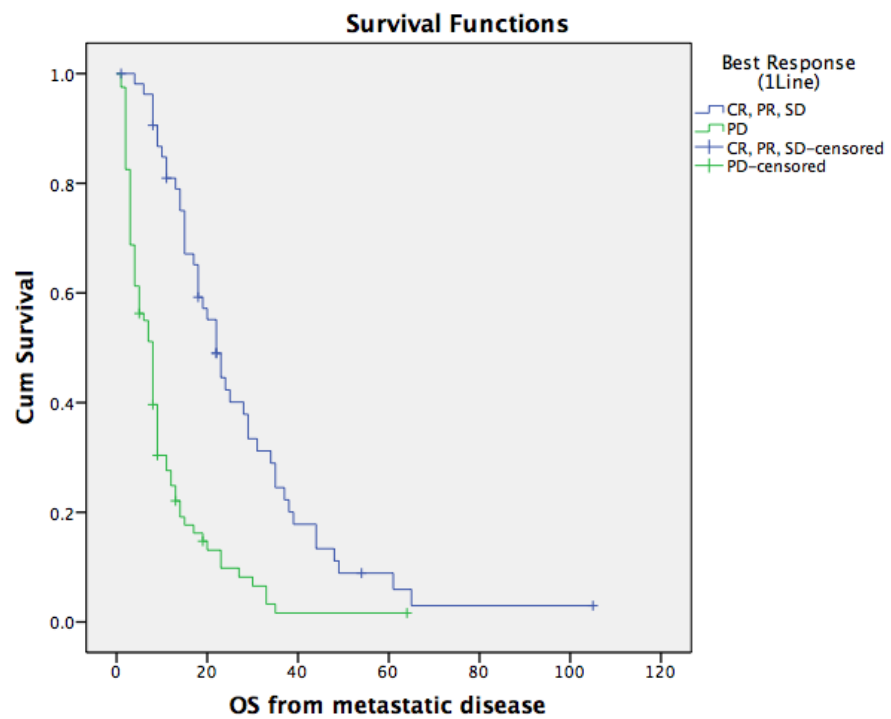 Survival Functions
Best Response
(1Line)
CR, PR, SD
PD
CR, PR, SD-censored
PD-censored
Cum Survival
1.0
0.8
0.6
0.4
0.2
0.0
0 20 40 60 80 100 120
OS from metastatic disease